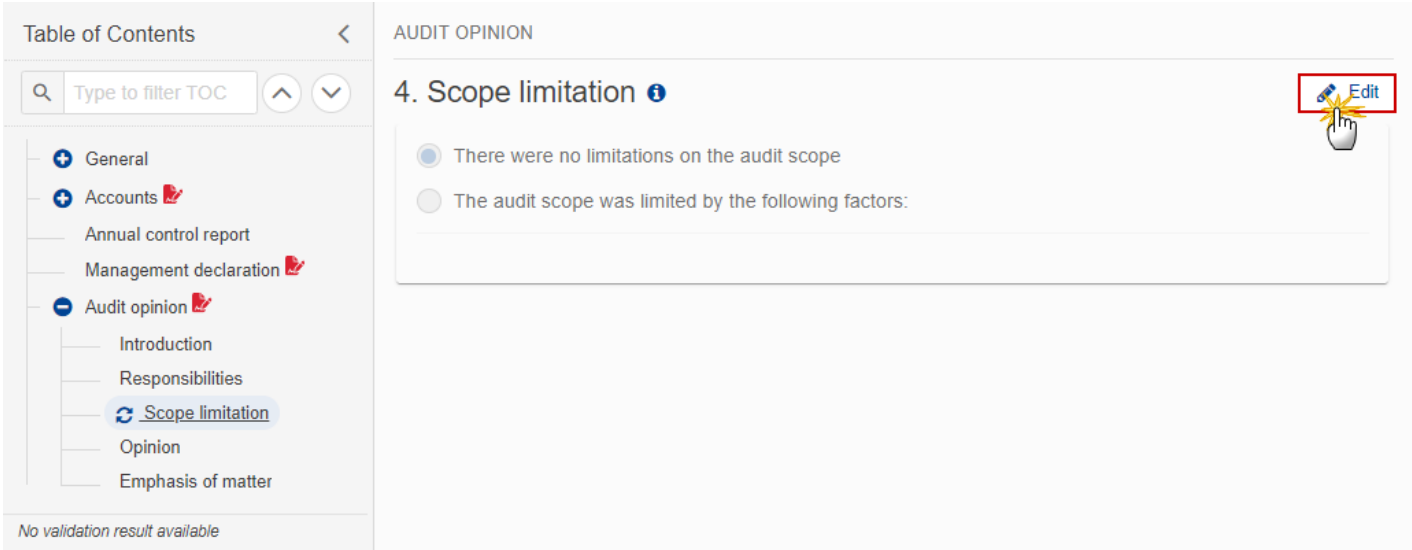 Table of Contents
Type to filter TOC
General
Accounts
Annual control report
Management declaration
Audit opinion
Introduction
Responsibilities
Scope limitation
Opinion
Emphasis of matter
No validation result available
AUDIT OPINION
4. Scope limitation
Edit
There were no limitations on the audit scope
The audit scope was limited by the following factors: